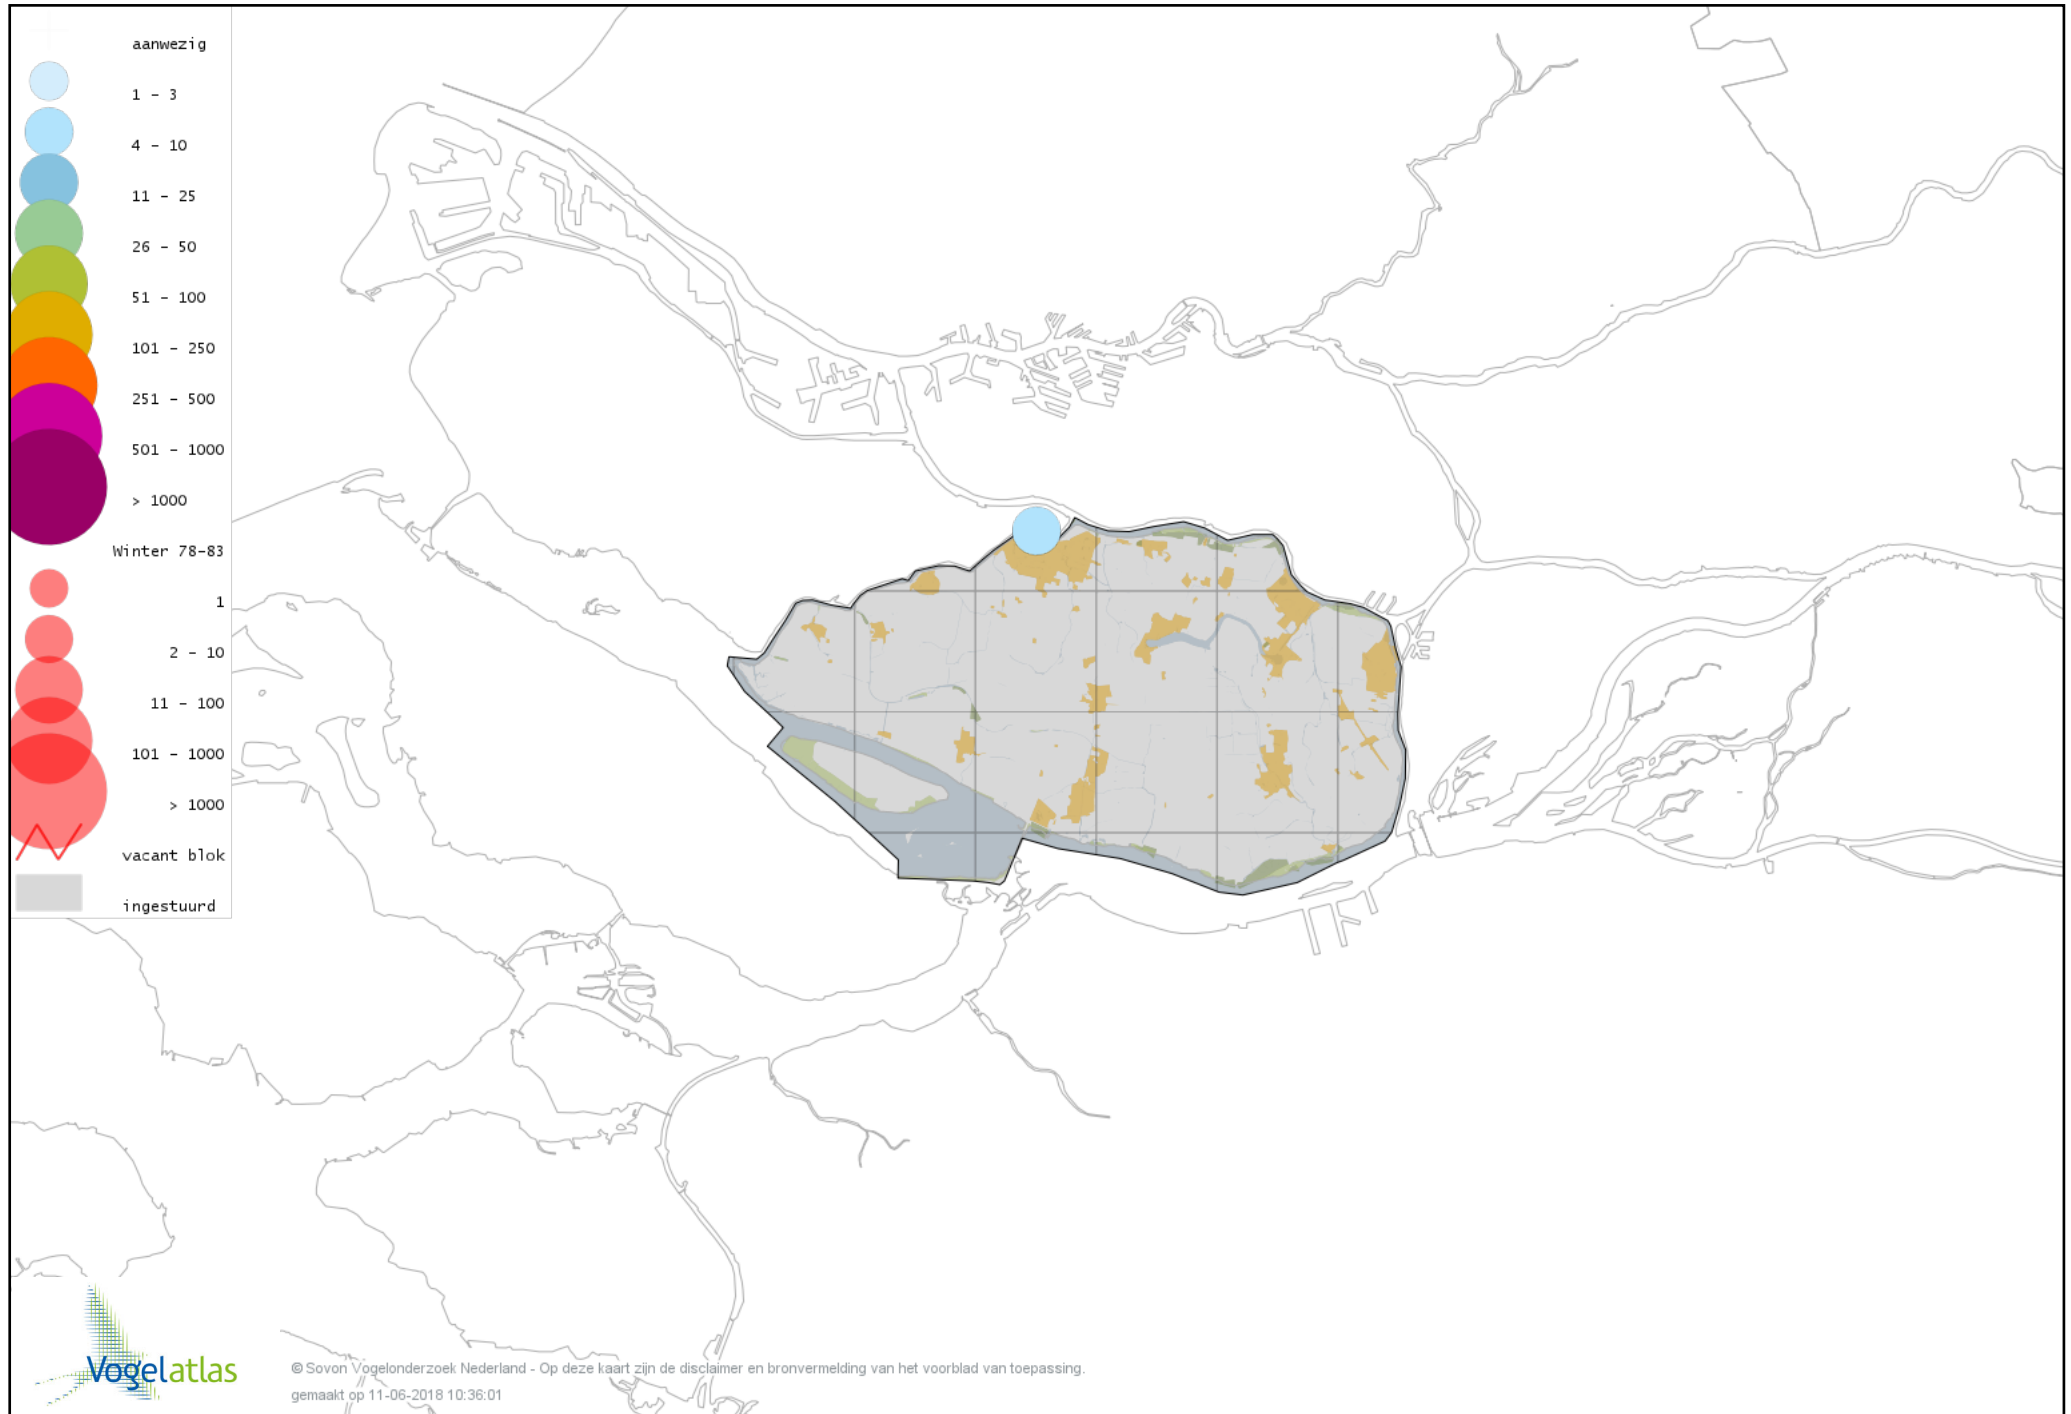 aanwezig
1 - 3
4 - 10
11 - 25
26 - 50
51 - 100
101 - 250
251 - 500
501 - 1000
> 1000
Winter 78-83
1
2 - 10
11 - 100
101 - 1000
> 1000
vacant blok
ingestuurd
Vogelatlas
© Sovon Vogelonderzoek Nederland - Op deze kaart zijn de disclaimer en bronvermelding van het voorblad van toepassing.
gemaakt op 11-06-2018 10:36:01